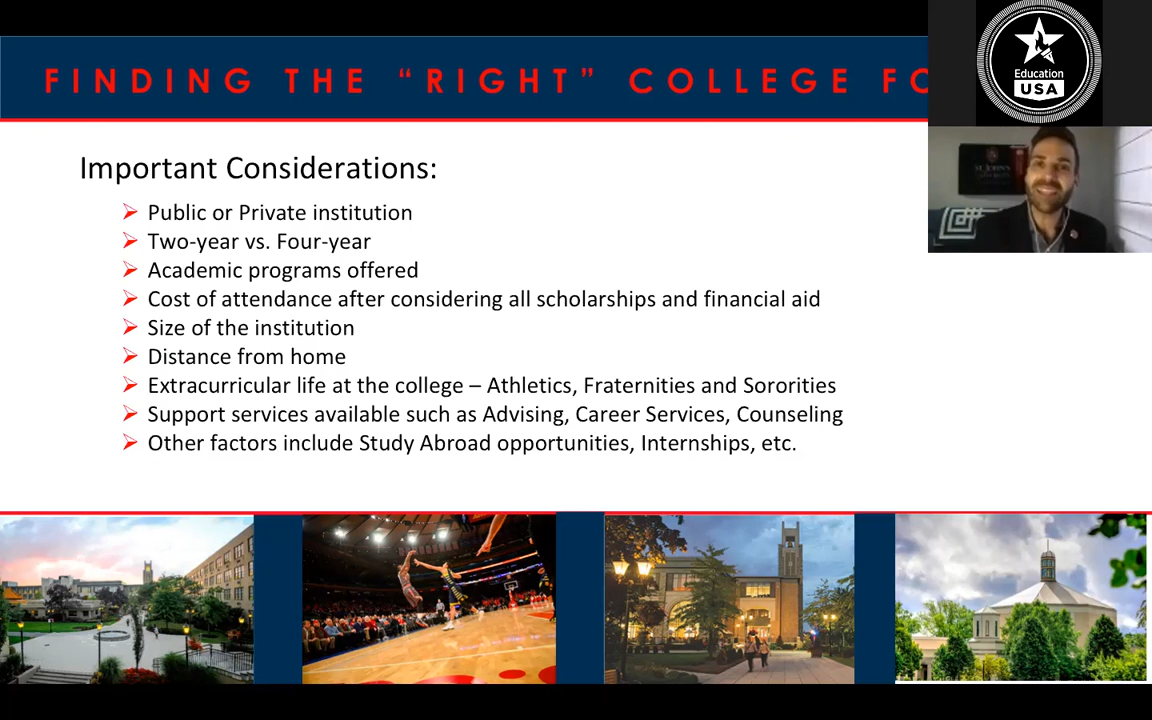 FINDING THE “RIGHT” COLLEGE FO
Education
USA
ST. JOHN'S
Important Considerations:
➢ Public or Private institution
➢ Two-year vs. Four-year
➢ Academic programs offered
➢ Cost of attendance after considering all scholarships and financial aid
➢ Size of the institution
➢ Distance from home
➢ Extracurricular life at the college – Athletics, Fraternities and Sororities
➢ Support services available such as Advising, Career Services, Counseling
➢ Other factors include Study Abroad opportunities, Internships, etc.